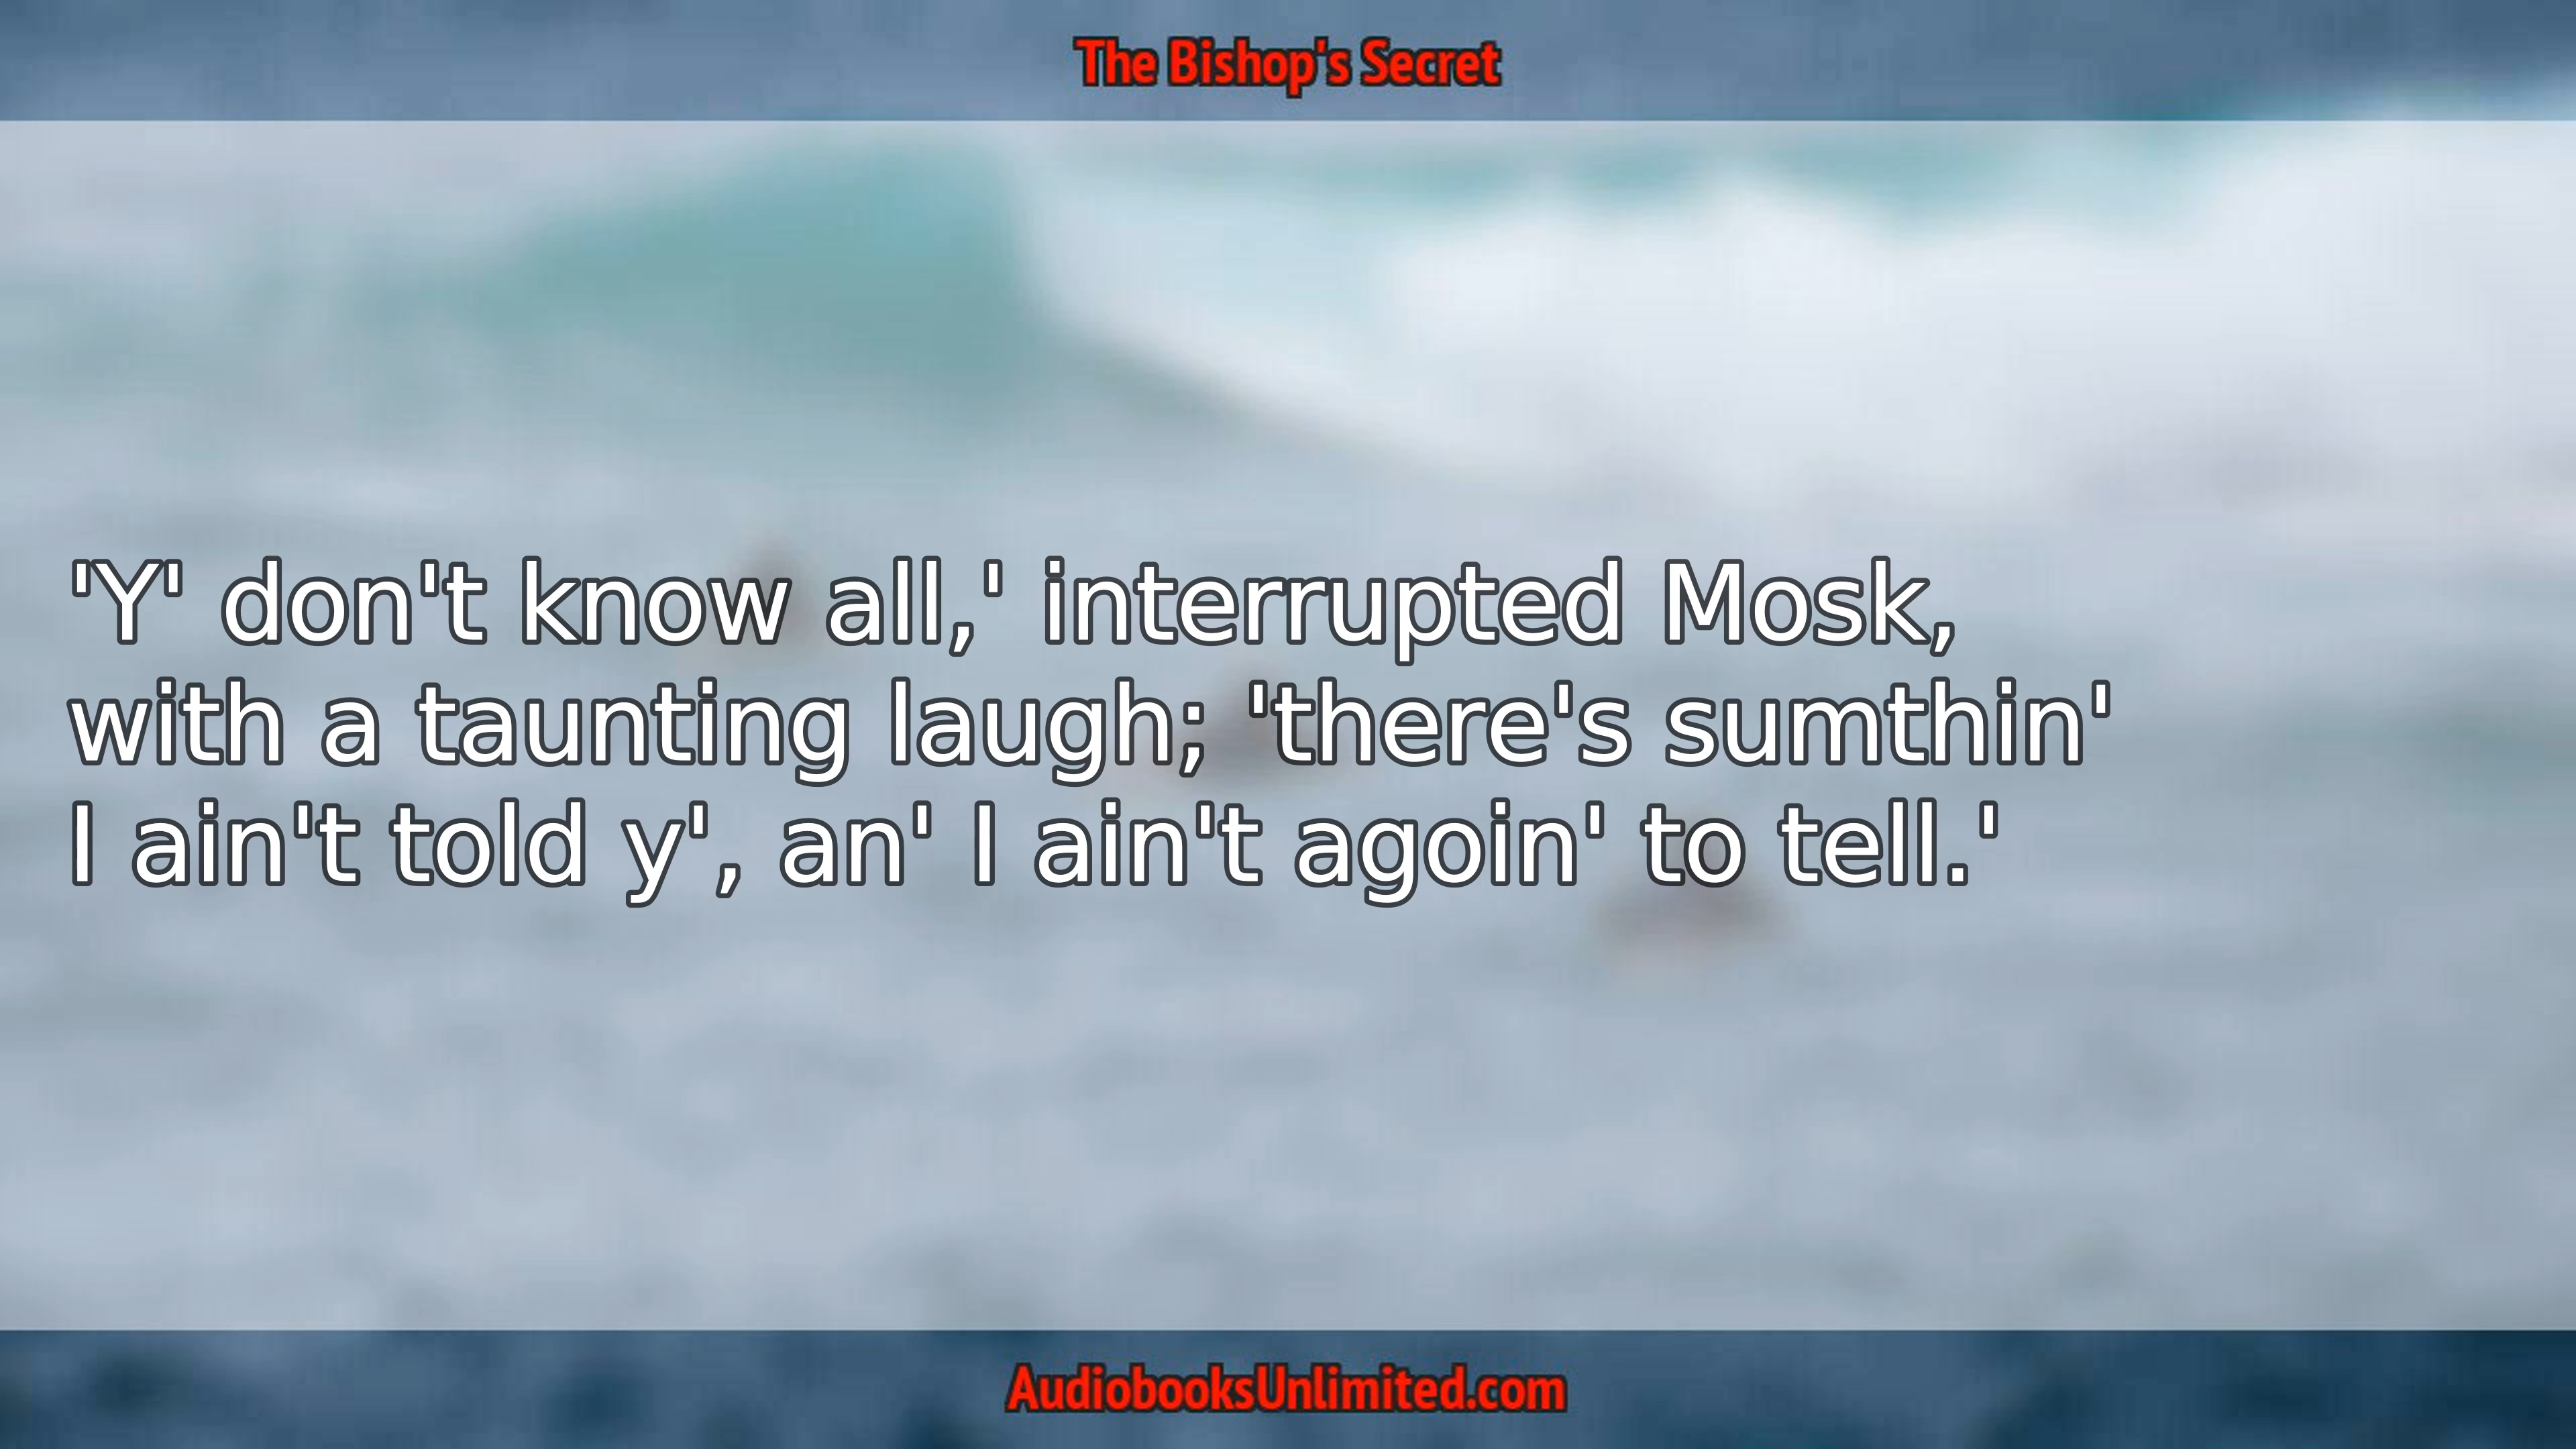 The Bishop's Secret
'Y' don't know all,' interrupted Mosk,
with a taunting laugh; 'there's sumthin'
I ain't told y', an' I ain't agoin' to tell.'
AudiobooksUnlimited.com